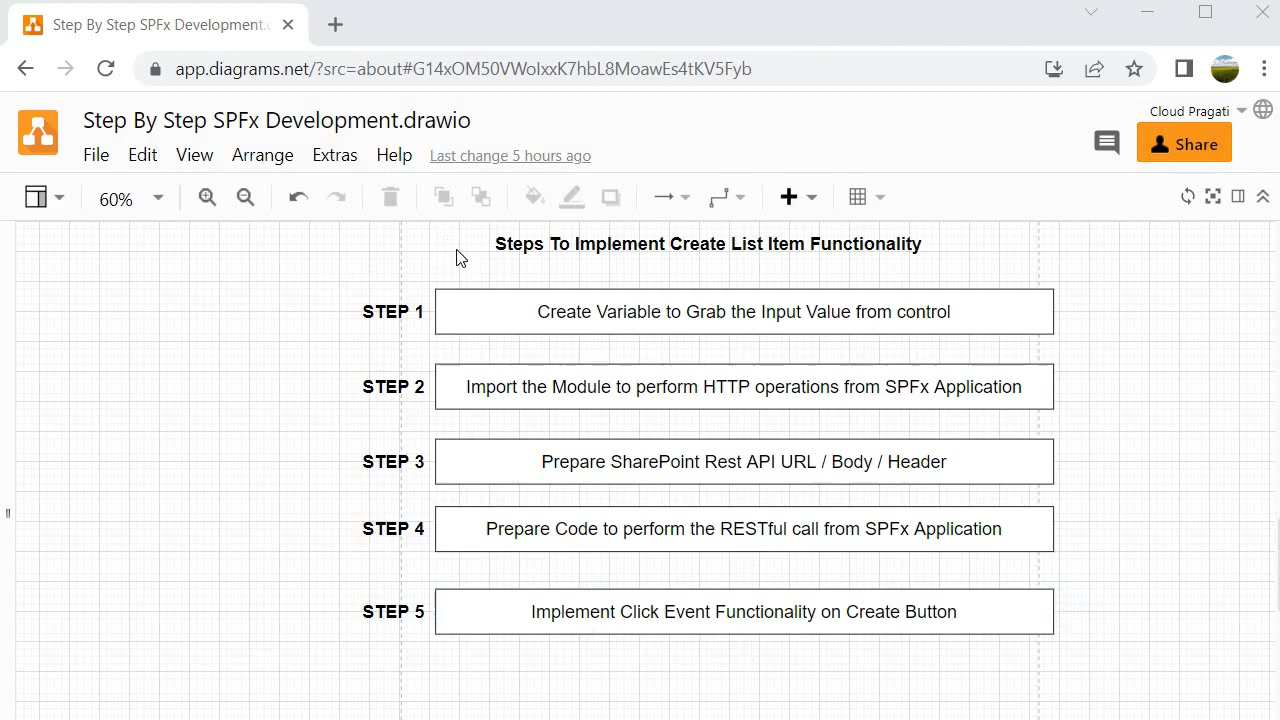 Step By Step SPFx Development.c
app.diagrams.net/?src=about#G14xOM50VWoIxxK7hbL8MoawEs4tKV5Fyb
Step By Step SPFx Development.drawio
Cloud Pragati
File Edit View Arrange Extras Help Last change 5 hours ago
Share
60%
Steps To Implement Create List Item Functionality
STEP 1 Create Variable to Grab the Input Value from control
STEP 2 Import the Module to perform HTTP operations from SPFx Application
STEP 3 Prepare SharePoint Rest API URL / Body / Header
STEP 4 Prepare Code to perform the RESTful call from SPFx Application
STEP 5 Implement Click Event Functionality on Create Button